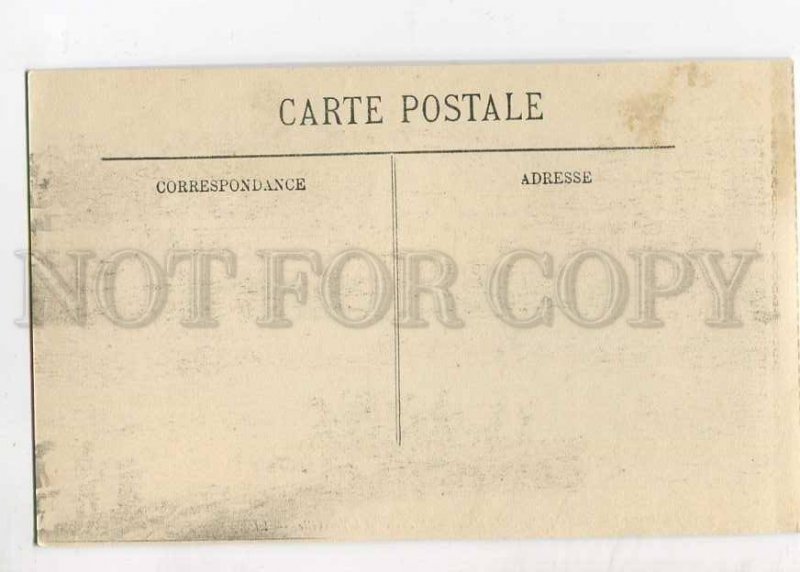 CARTE POSTALE
CORRESPONDANCE
ADRESSE
NOT FOR COPY